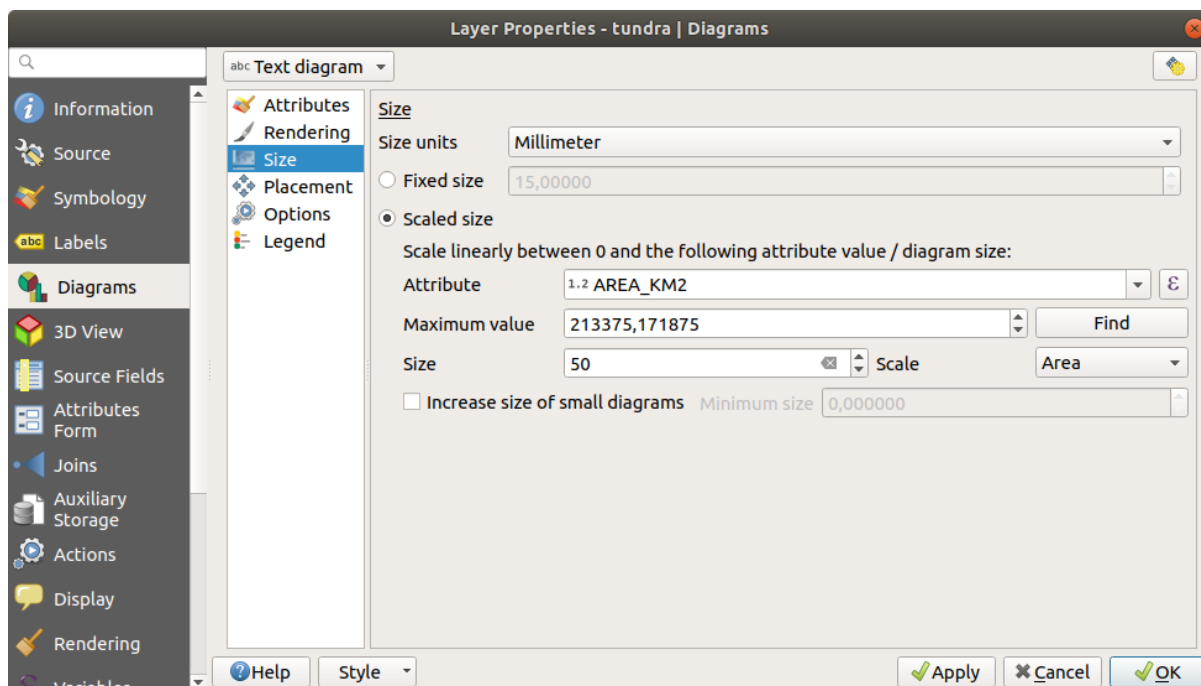 Layer Properties - tundra | Diagrams
abc Text diagram
Information
Source
Symbology
abc Labels
Diagrams
3D View
Source Fields
Attributes
Form
Joins
Auxiliary
Storage
Actions
Display
Rendering
Variables
Attributes
Rendering
Size
Placement
Options
Legend
Size
Size units Millimeter
Fixed size 15,00000
Scaled size
Scale linearly between 0 and the following attribute value / diagram size:
Attribute 1.2 AREA_KM2 ε
Maximum value 213375,171875 Find
Size 50 Scale Area
Increase size of small diagrams Minimum size 0,000000
Help Style Apply Cancel OK